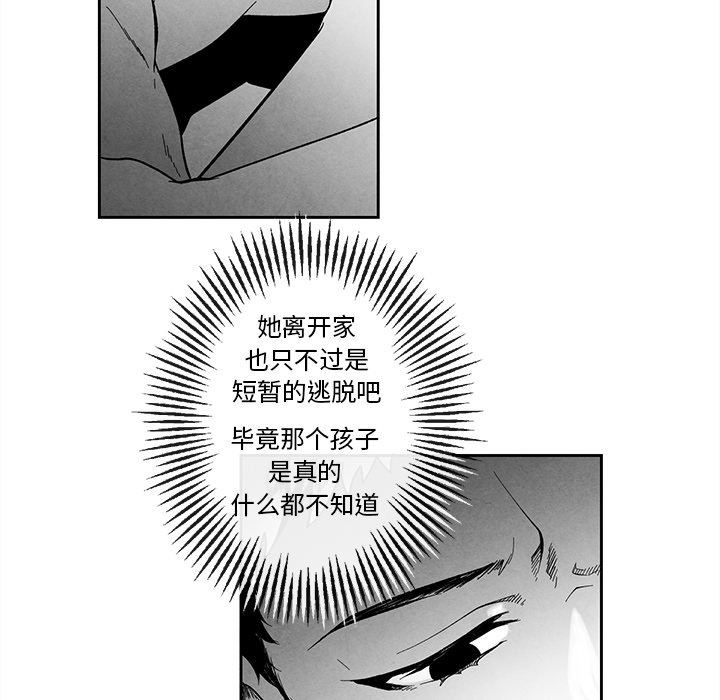 她离开家
也只不过是
短暂的逃脱吧
毕竟那个孩子
是真的
什么都不知道